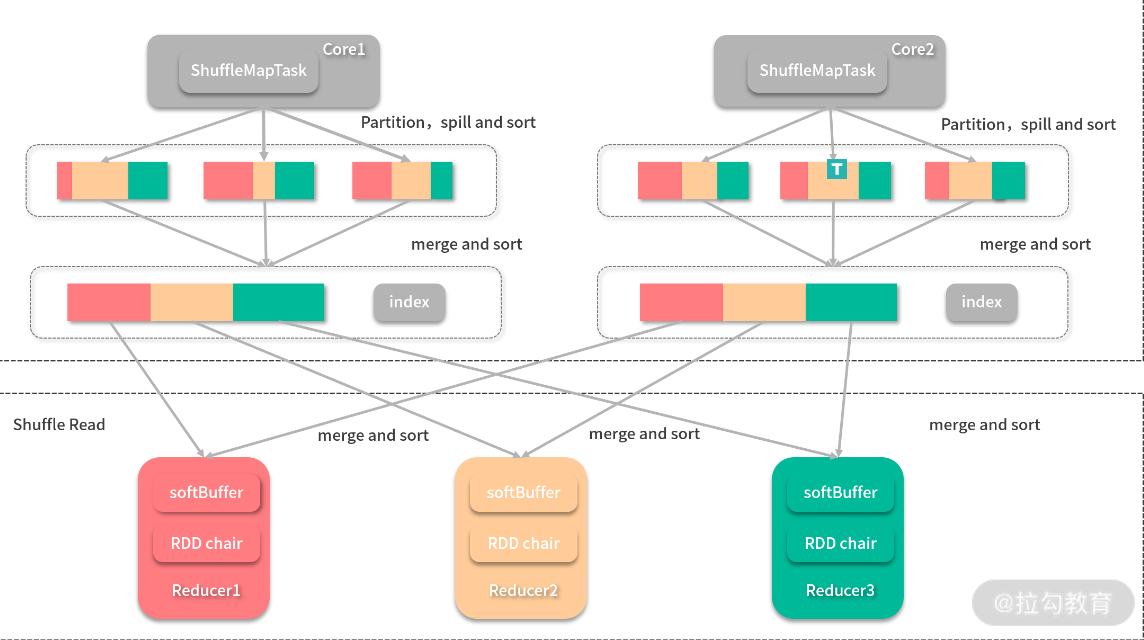 Core1
ShuffleMapTask
Core2
ShuffleMapTask
Partition，spill and sort
Partition，spill and sort
T
merge and sort
merge and sort
index
index
Shuffle Read
merge and sort
merge and sort
merge and sort
softBuffer
RDD chair
Reducer1
softBuffer
RDD chair
Reducer2
softBuffer
RDD chair
Reducer3
@拉勾教育